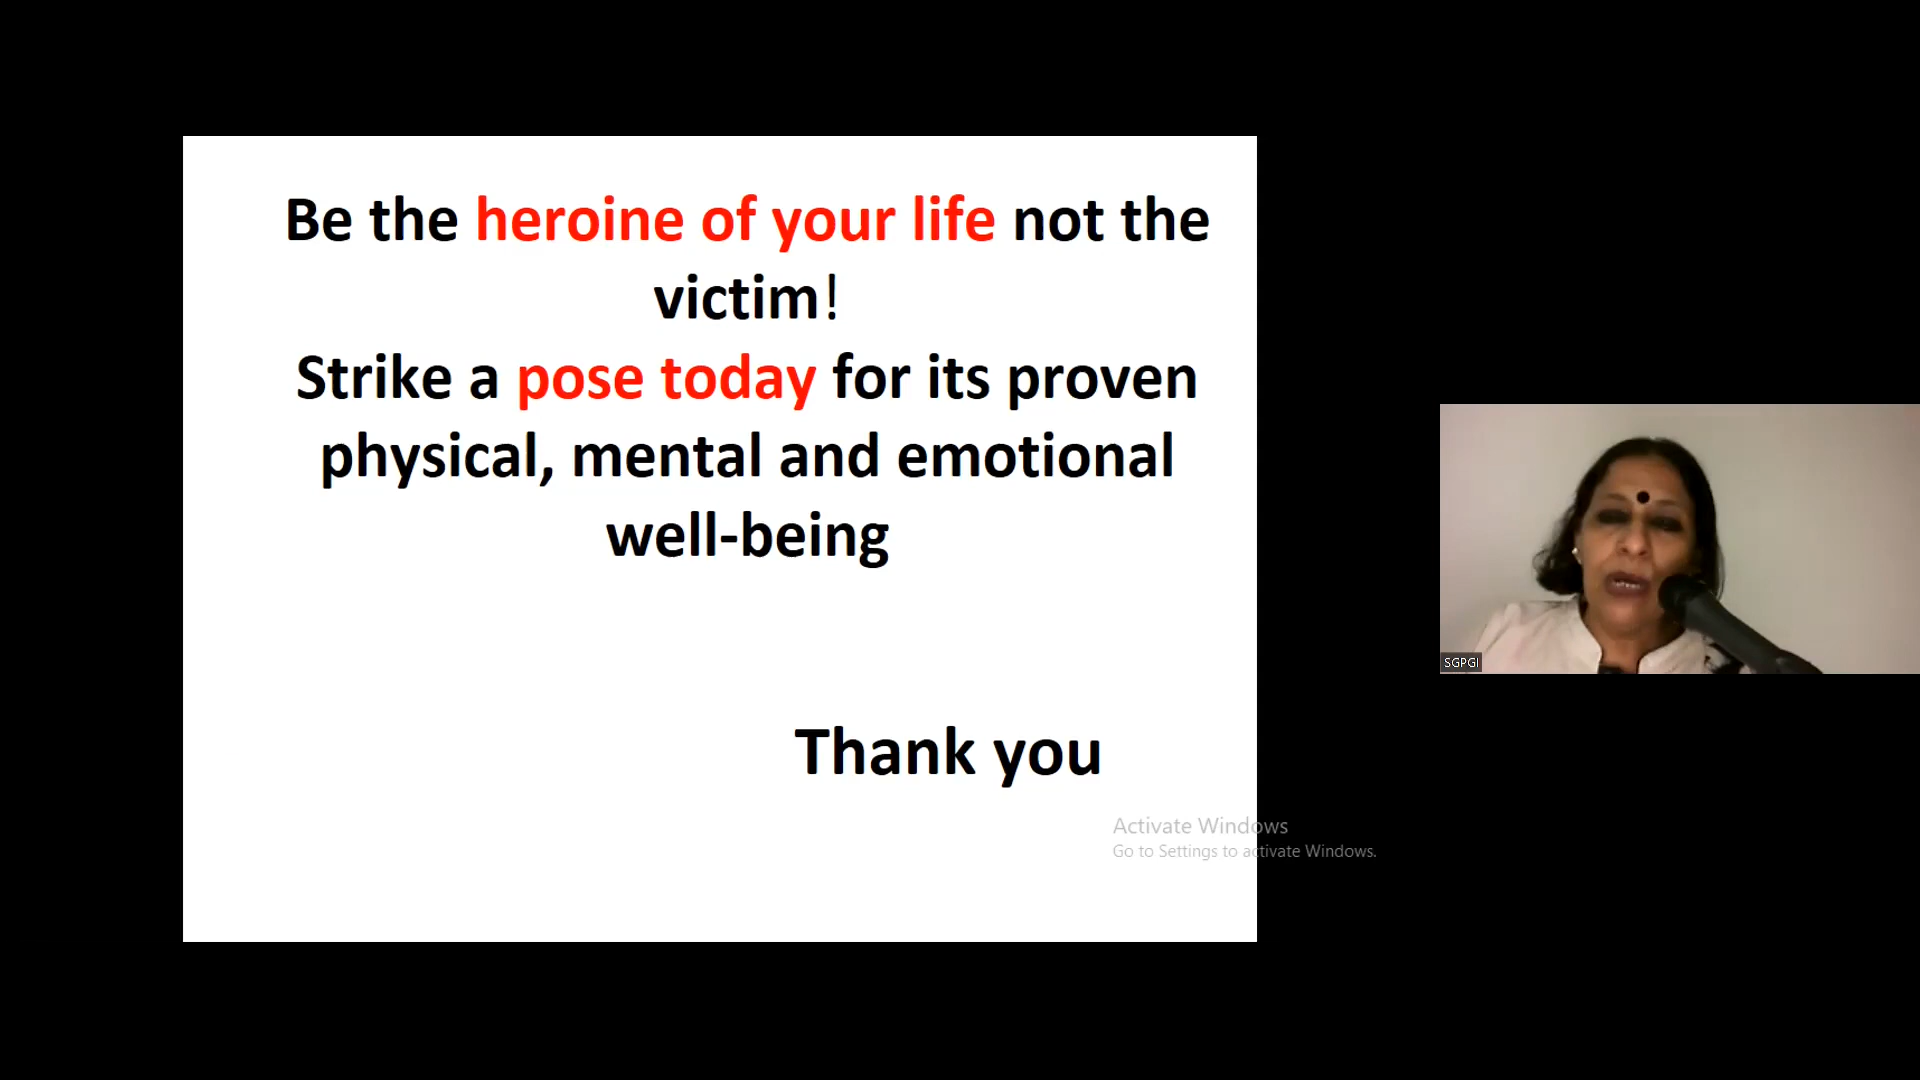 Be the heroine of your life not the
victim!
Strike a pose today for its proven
physical, mental and emotional
well-being
Thank you
Activate Windows
Go to Settings to activate Windows.
SGPGI